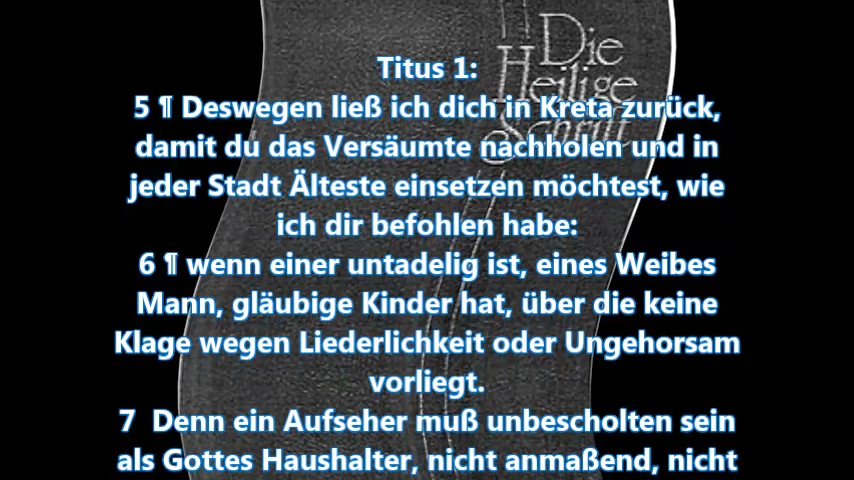 Die
Heilige
Schrift
Titus 1:
5 ¶ Deswegen ließ ich dich in Kreta zurück,
damit du das Versäumte nachholen und in
jeder Stadt Älteste einsetzen möchtest, wie
ich dir befohlen habe:
6 ¶ wenn einer untadelig ist, eines Weibes
Mann, gläubige Kinder hat, über die keine
Klage wegen Liederlichkeit oder Ungehorsam
vorliegt.
7 Denn ein Aufseher muß unbescholten sein
als Gottes Haushalter, nicht anmaßend, nicht